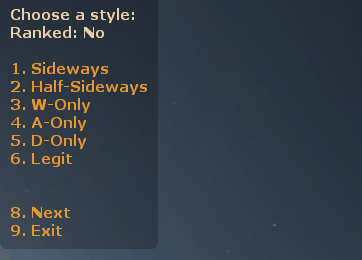 Choose a style:
Ranked: No
1. Sideways
2. Half-Sideways
3. W-Only
4. A-Only
5. D-Only
6. Legit
8. Next
9. Exit